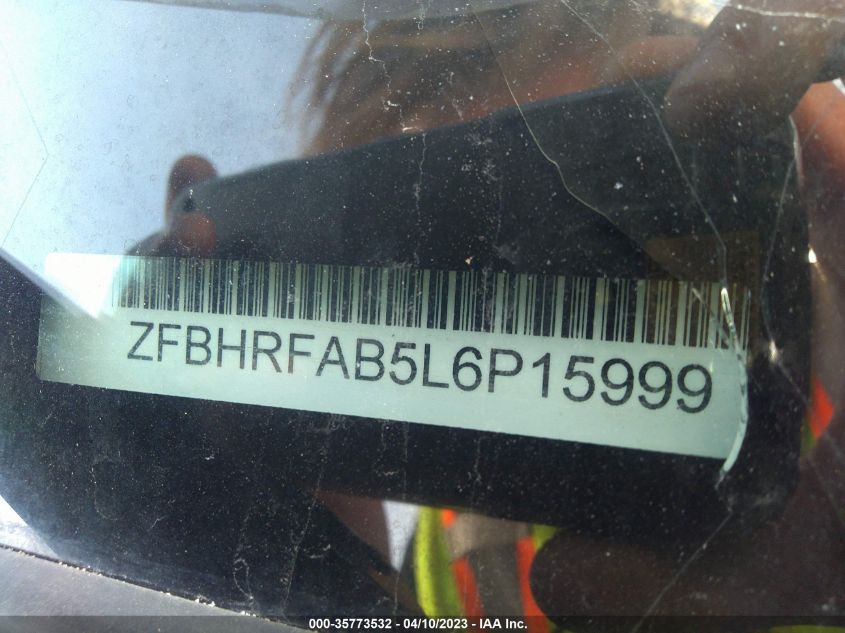 ZFBHRFAB5L6P15999
000-35773532 - 04/10/2023 - IAA Inc.